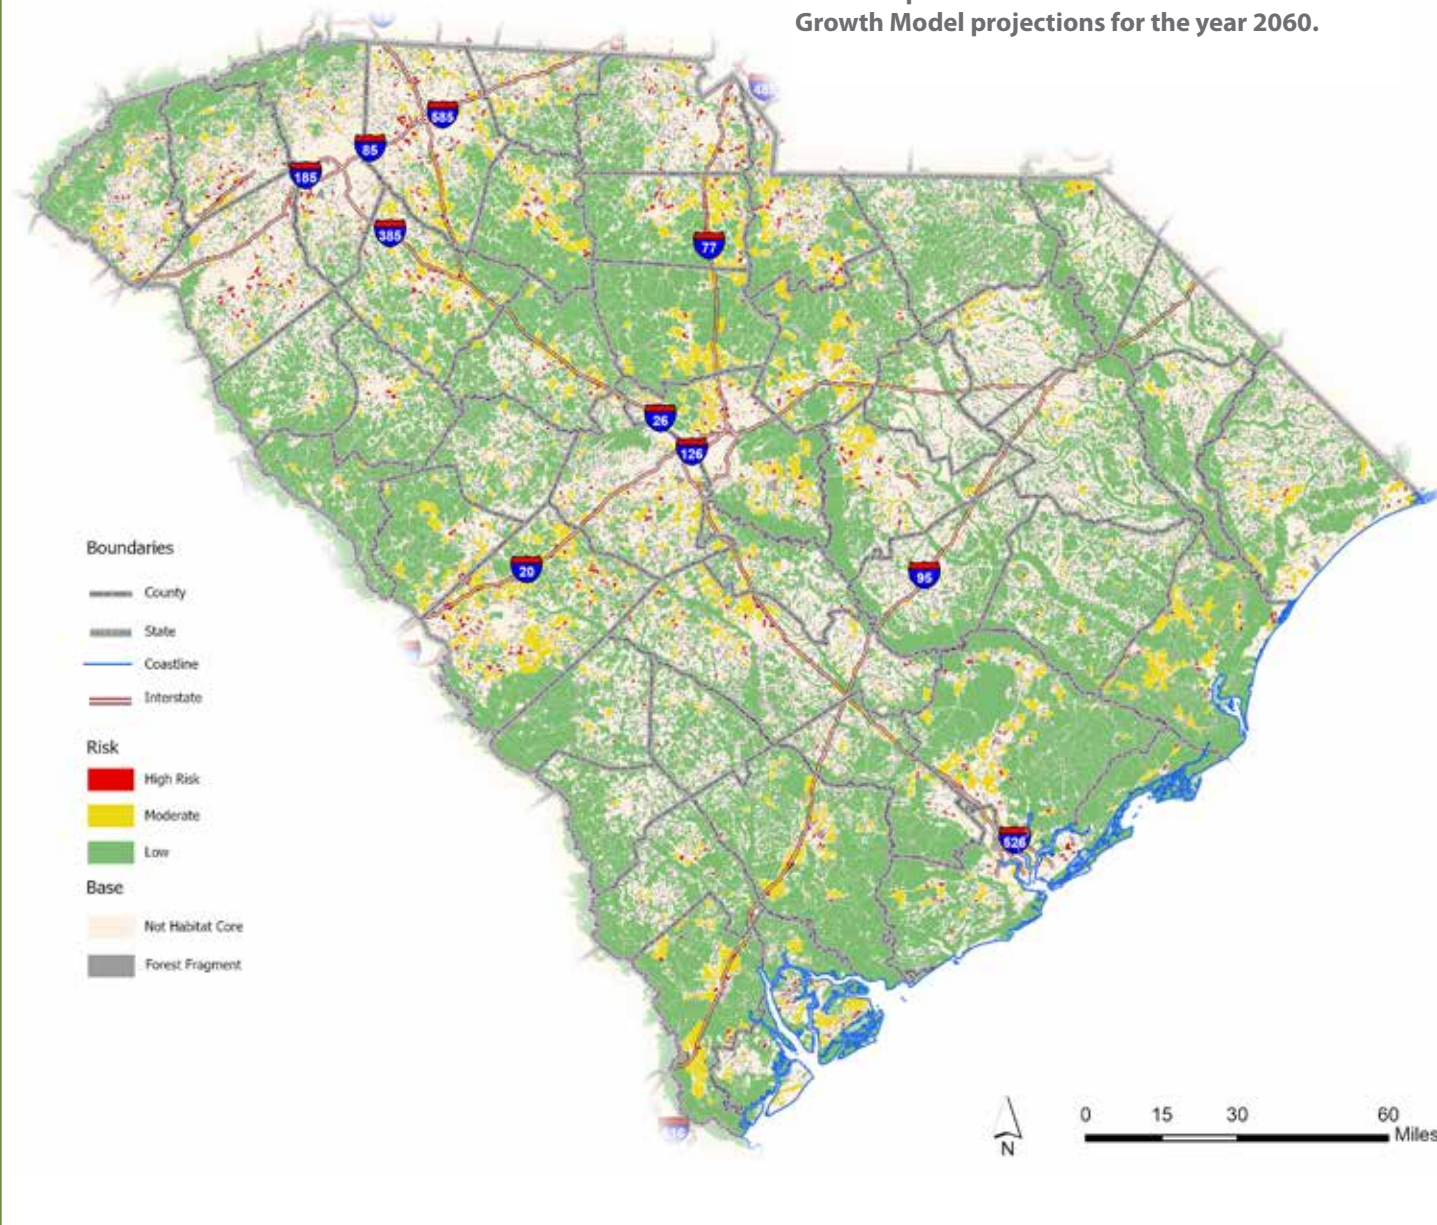 Growth Model projections for the year 2060.
585
85
185
385
77
26
126
20
95
526
Boundaries
County
State
Coastline
Interstate
Risk
High Risk
Moderate
Low
Base
Not Habitat Core
Forest Fragment
N
0 15 30 60
Miles